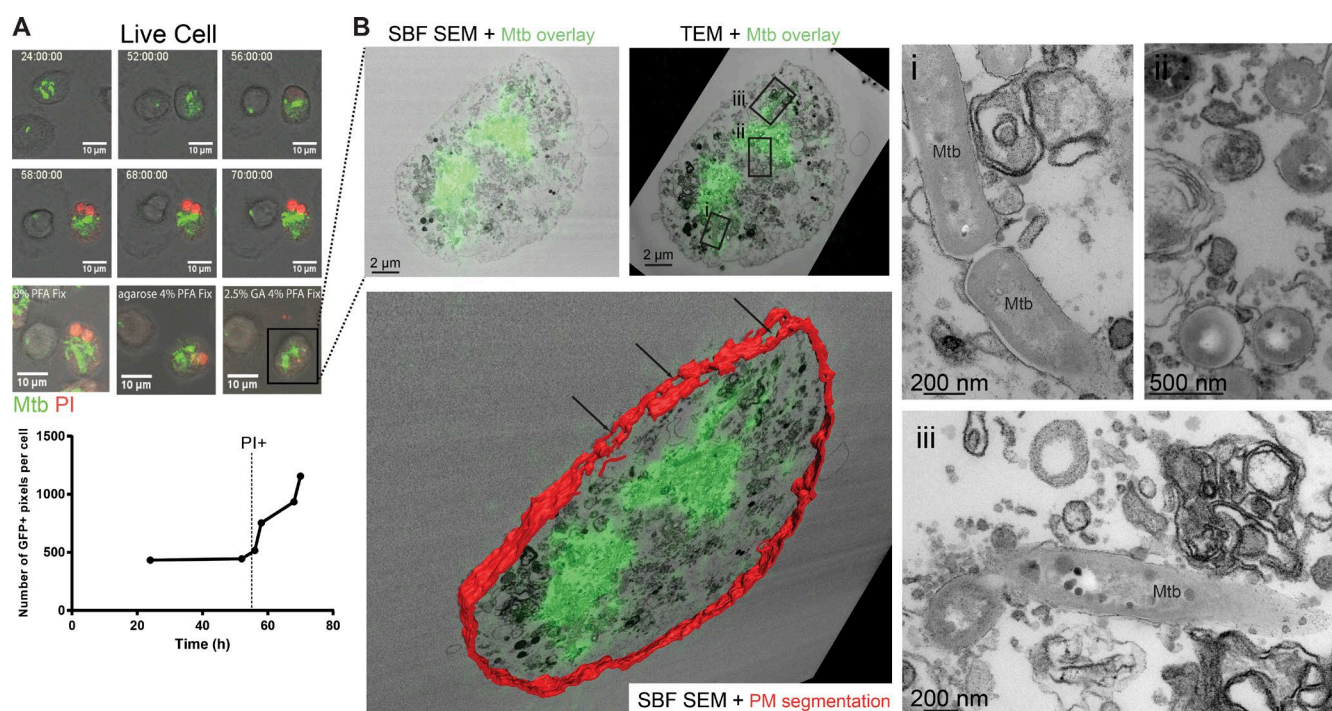 A
Live Cell
24:00:00
52:00:00
56:00:00
10 µm
10 µm
10 µm
58:00:00
68:00:00
70:00:00
10 µm
10 µm
10 µm
8% PFA Fix
agarose 4% PFA Fix
2.5% GA 4% PFA Fix
10 µm
10 µm
10 µm
Mtb PI
PI+
Number of GFP+ pixels per cell
1500
1000
500
0
0 20 40 60 80
Time (h)
B
SBF SEM + Mtb overlay
2 µm
TEM + Mtb overlay
iii
ii
i
2 µm
SBF SEM + PM segmentation
i
Mtb
Mtb
200 nm
ii
500 nm
iii
Mtb
200 nm